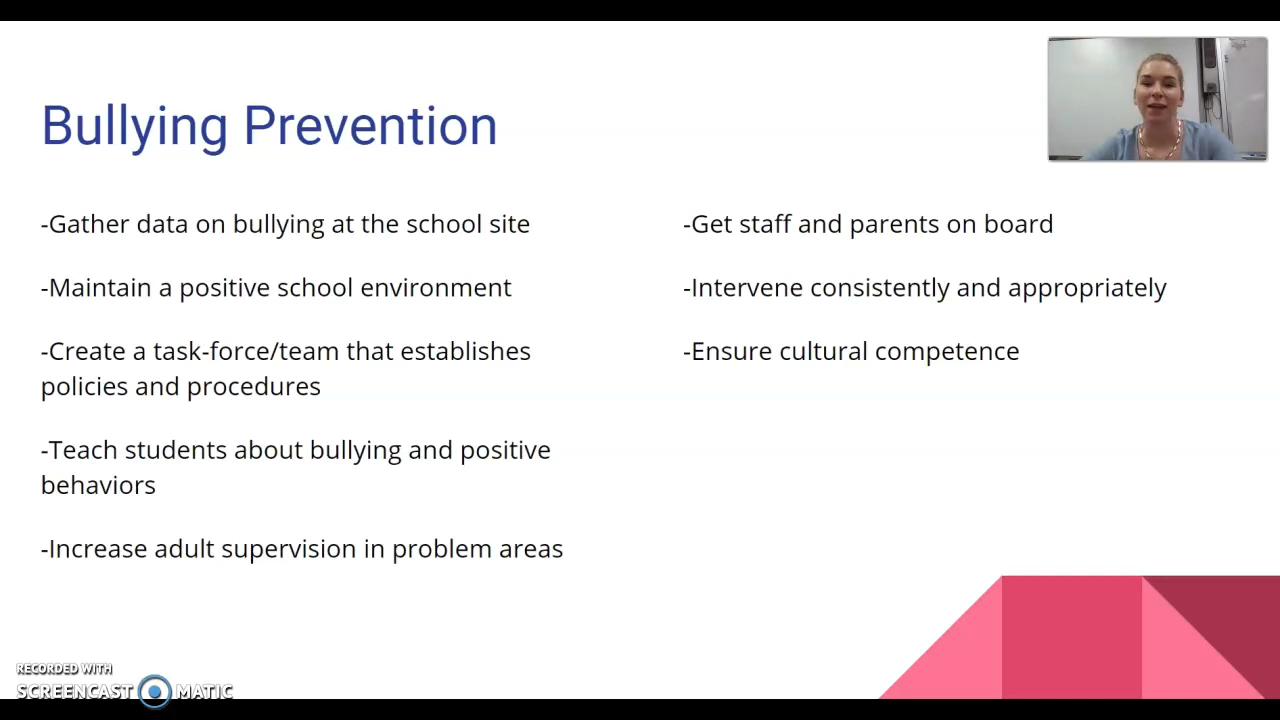 Bullying Prevention
-Gather data on bullying at the school site
-Maintain a positive school environment
-Create a task-force/team that establishes
policies and procedures
-Teach students about bullying and positive
behaviors
-Increase adult supervision in problem areas
-Get staff and parents on board
-Intervene consistently and appropriately
-Ensure cultural competence
RECORDED WITH
SCREENCAST MATIC